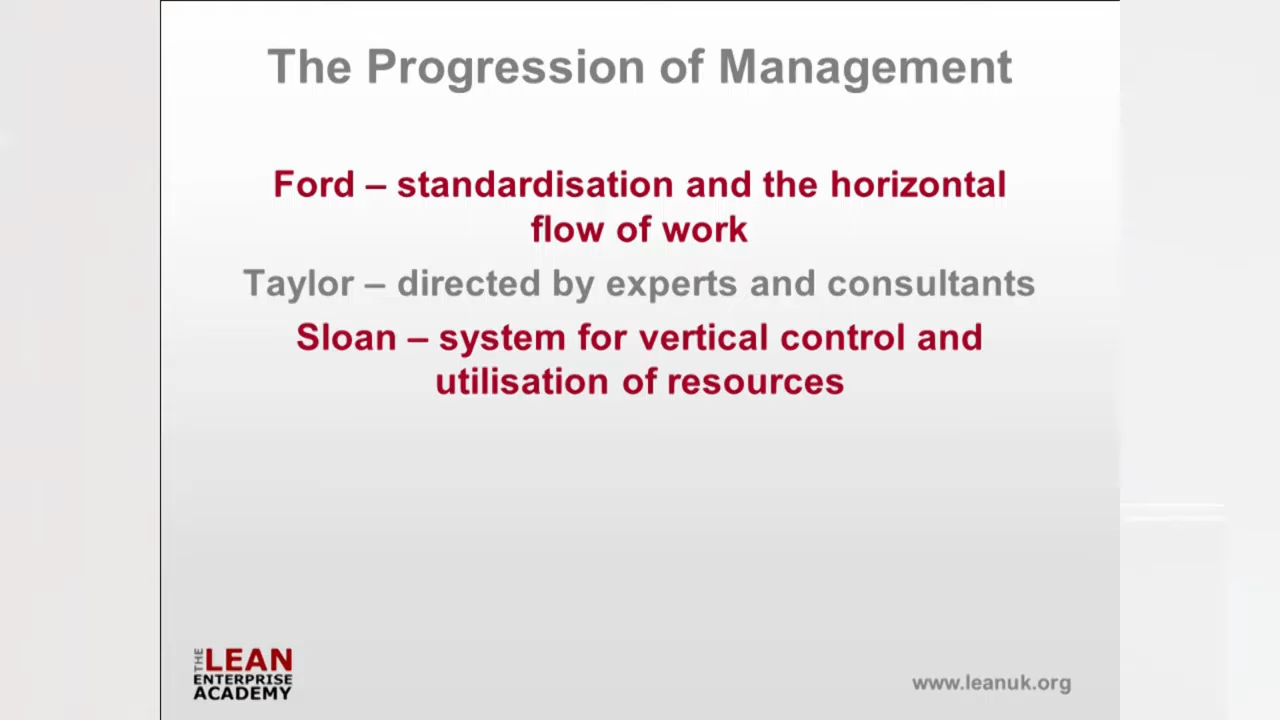 The Progression of Management
Ford – standardisation and the horizontal
flow of work
Taylor – directed by experts and consultants
Sloan – system for vertical control and
utilisation of resources
THE LEAN
ENTERPRISE
ACADEMY
www.leanuk.org